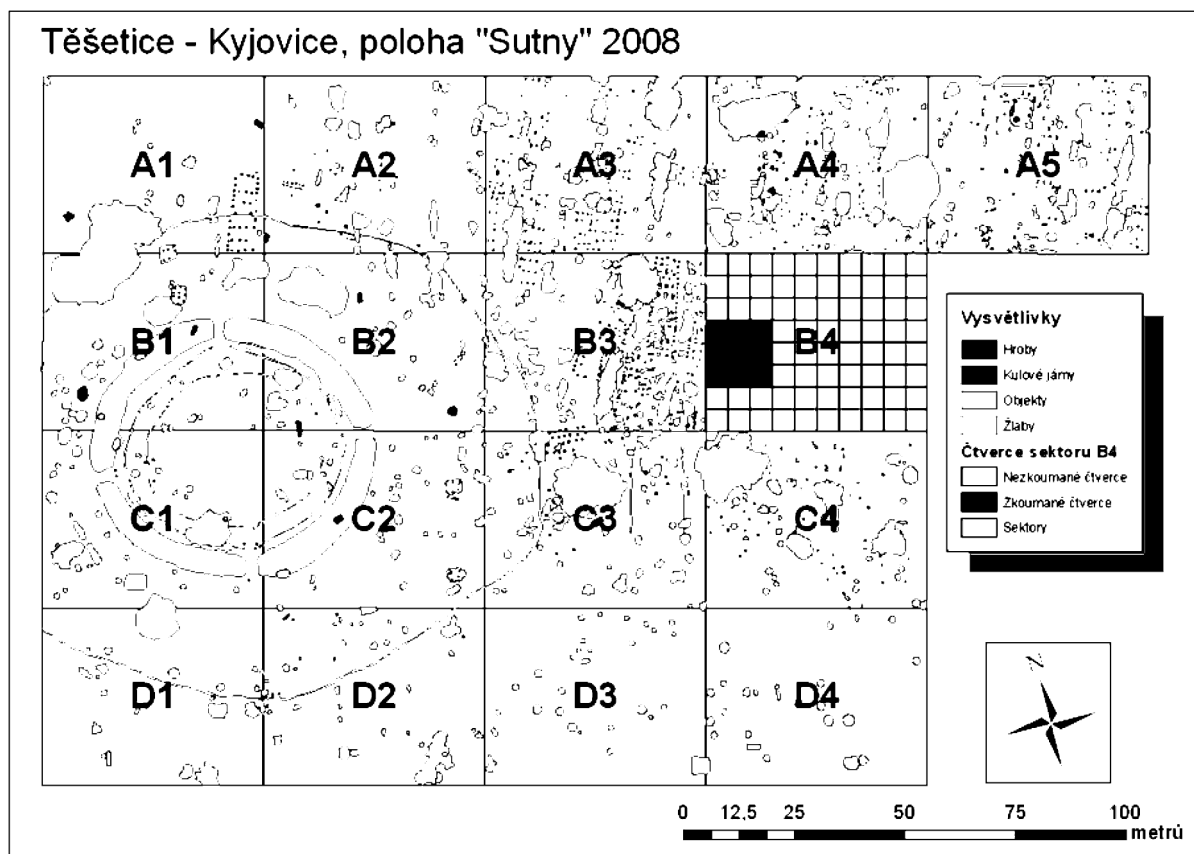 Těšetice - Kyjovice, poloha "Sutny" 2008
A1 A2 A3 A4 A5
B1 B2 B3 B4
C1 C2 C3 C4
D1 D2 D3 D4
Vysvětlivky
Hroby
Kůlové jámy
Objekty
Žlaby
Čtverce sektoru B4
Nezkoumané čtverce
Zkoumané čtverce
Sektory
N
0 12,5 25 50 75 100
metrů